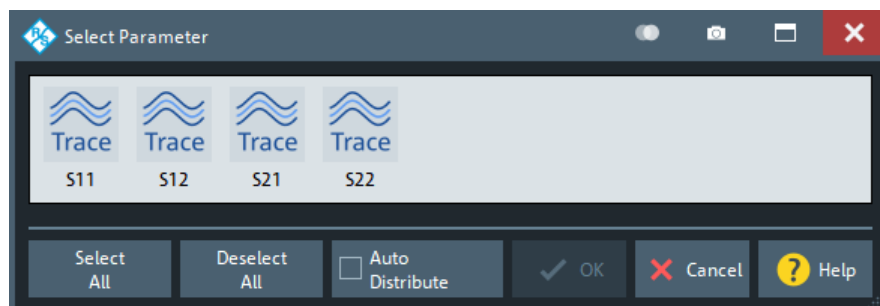 R&S
Select Parameter
Trace Trace Trace Trace
S11 S12 S21 S22
Select
All
Deselect
All
Auto
Distribute
OK
Cancel
? Help